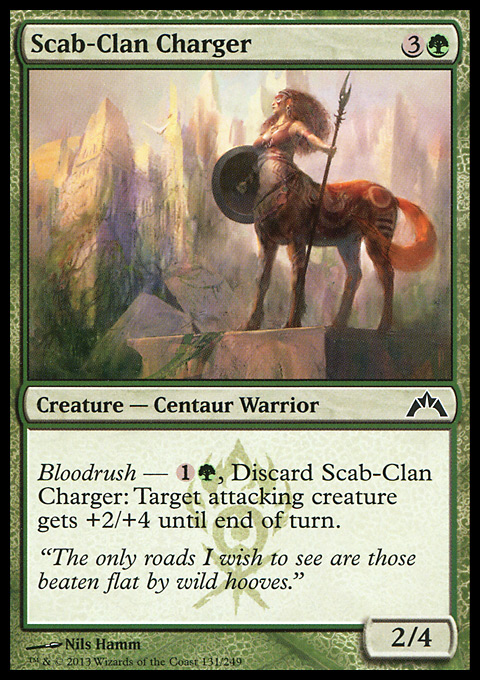 Scab-Clan Charger 3
Creature — Centaur Warrior
Bloodrush — 1, Discard Scab-Clan
Charger: Target attacking creature
gets +2/+4 until end of turn.
“The only roads I wish to see are those
beaten flat by wild hooves.”
Nils Hamm
2/4
™ & © 2013 Wizards of the Coast 131/249